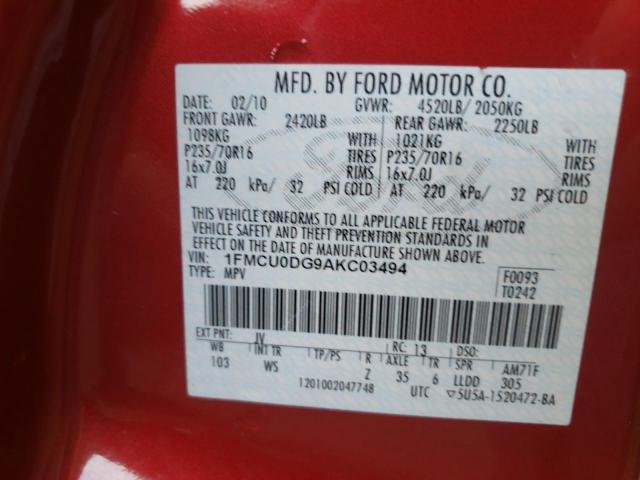 MFD. BY FORD MOTOR CO.
DATE: 02/10 GVWR: 4520LB/ 2050KG
FRONT GAWR: 2420LB REAR GAWR: 2250LB
1098KG WITH 1021KG WITH
P235/70R16 TIRES P235/70R16 TIRES
16x7.0J RIMS 16x7.0J RIMS
AT 220 kPa/ 32 PSI COLD AT 220 kPa/ 32 PSI COLD
THIS VEHICLE CONFORMS TO ALL APPLICABLE FEDERAL MOTOR
VEHICLE SAFETY AND THEFT PREVENTION STANDARDS IN
EFFECT ON THE DATE OF MANUFACTURE SHOWN ABOVE.
VIN: 1FMCU0DG9AKC03494
TYPE: MPV
F0093
T0242
EXT PNT: JV RC: 13 DSO:
WB INT TR TP/PS R AXLE TR SPR AM71F
103 WS Z 35 6 LLDD 305
1201002047748 UTC ▽5U5A-1520472-BA